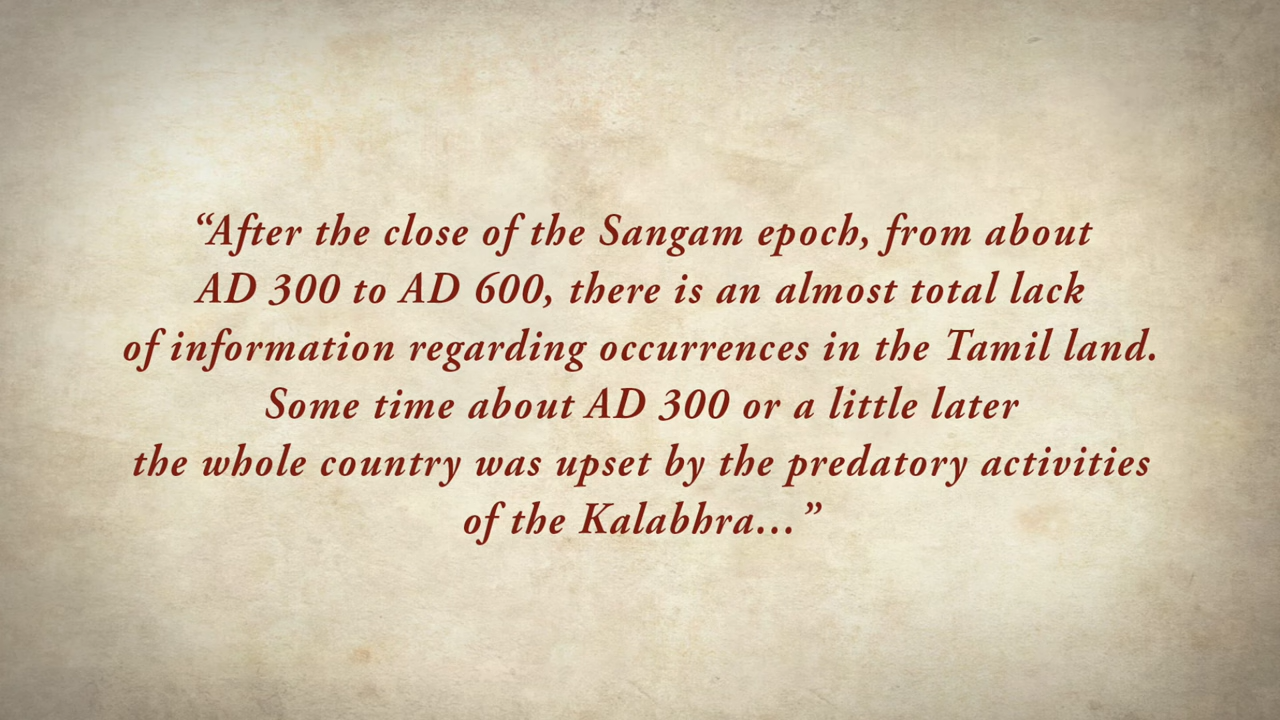 “After the close of the Sangam epoch, from about
AD 300 to AD 600, there is an almost total lack
of information regarding occurrences in the Tamil land.
Some time about AD 300 or a little later
the whole country was upset by the predatory activities
of the Kalabhra...”